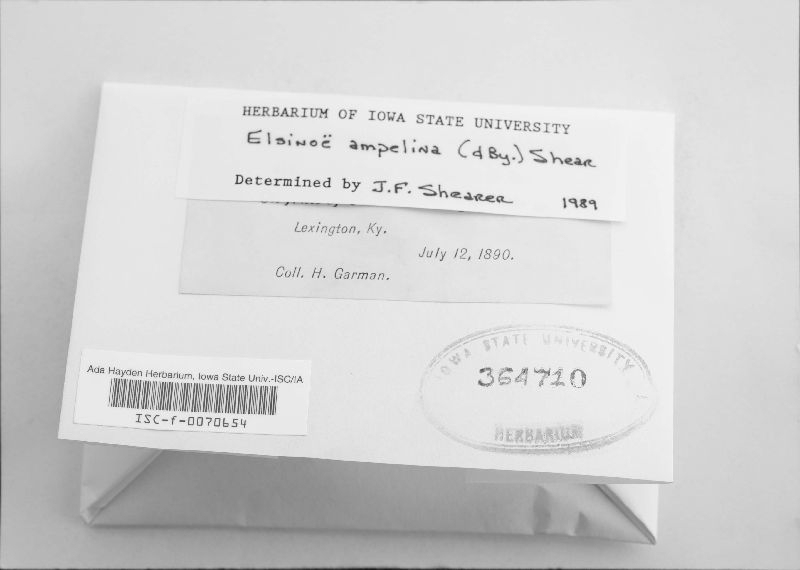 HERBARIUM OF IOWA STATE UNIVERSITY
Elsinoë ampelina (dBy.) Shear
Determined by J.F. Shearer 1989
Lexington, Ky.
July 12, 1890.
Coll. H. Garman.
Ada Hayden Herbarium, Iowa State Univ.-ISC/IA
ISC-f-0070654
IOWA STATE UNIVERSITY
364710
HERBARIUM